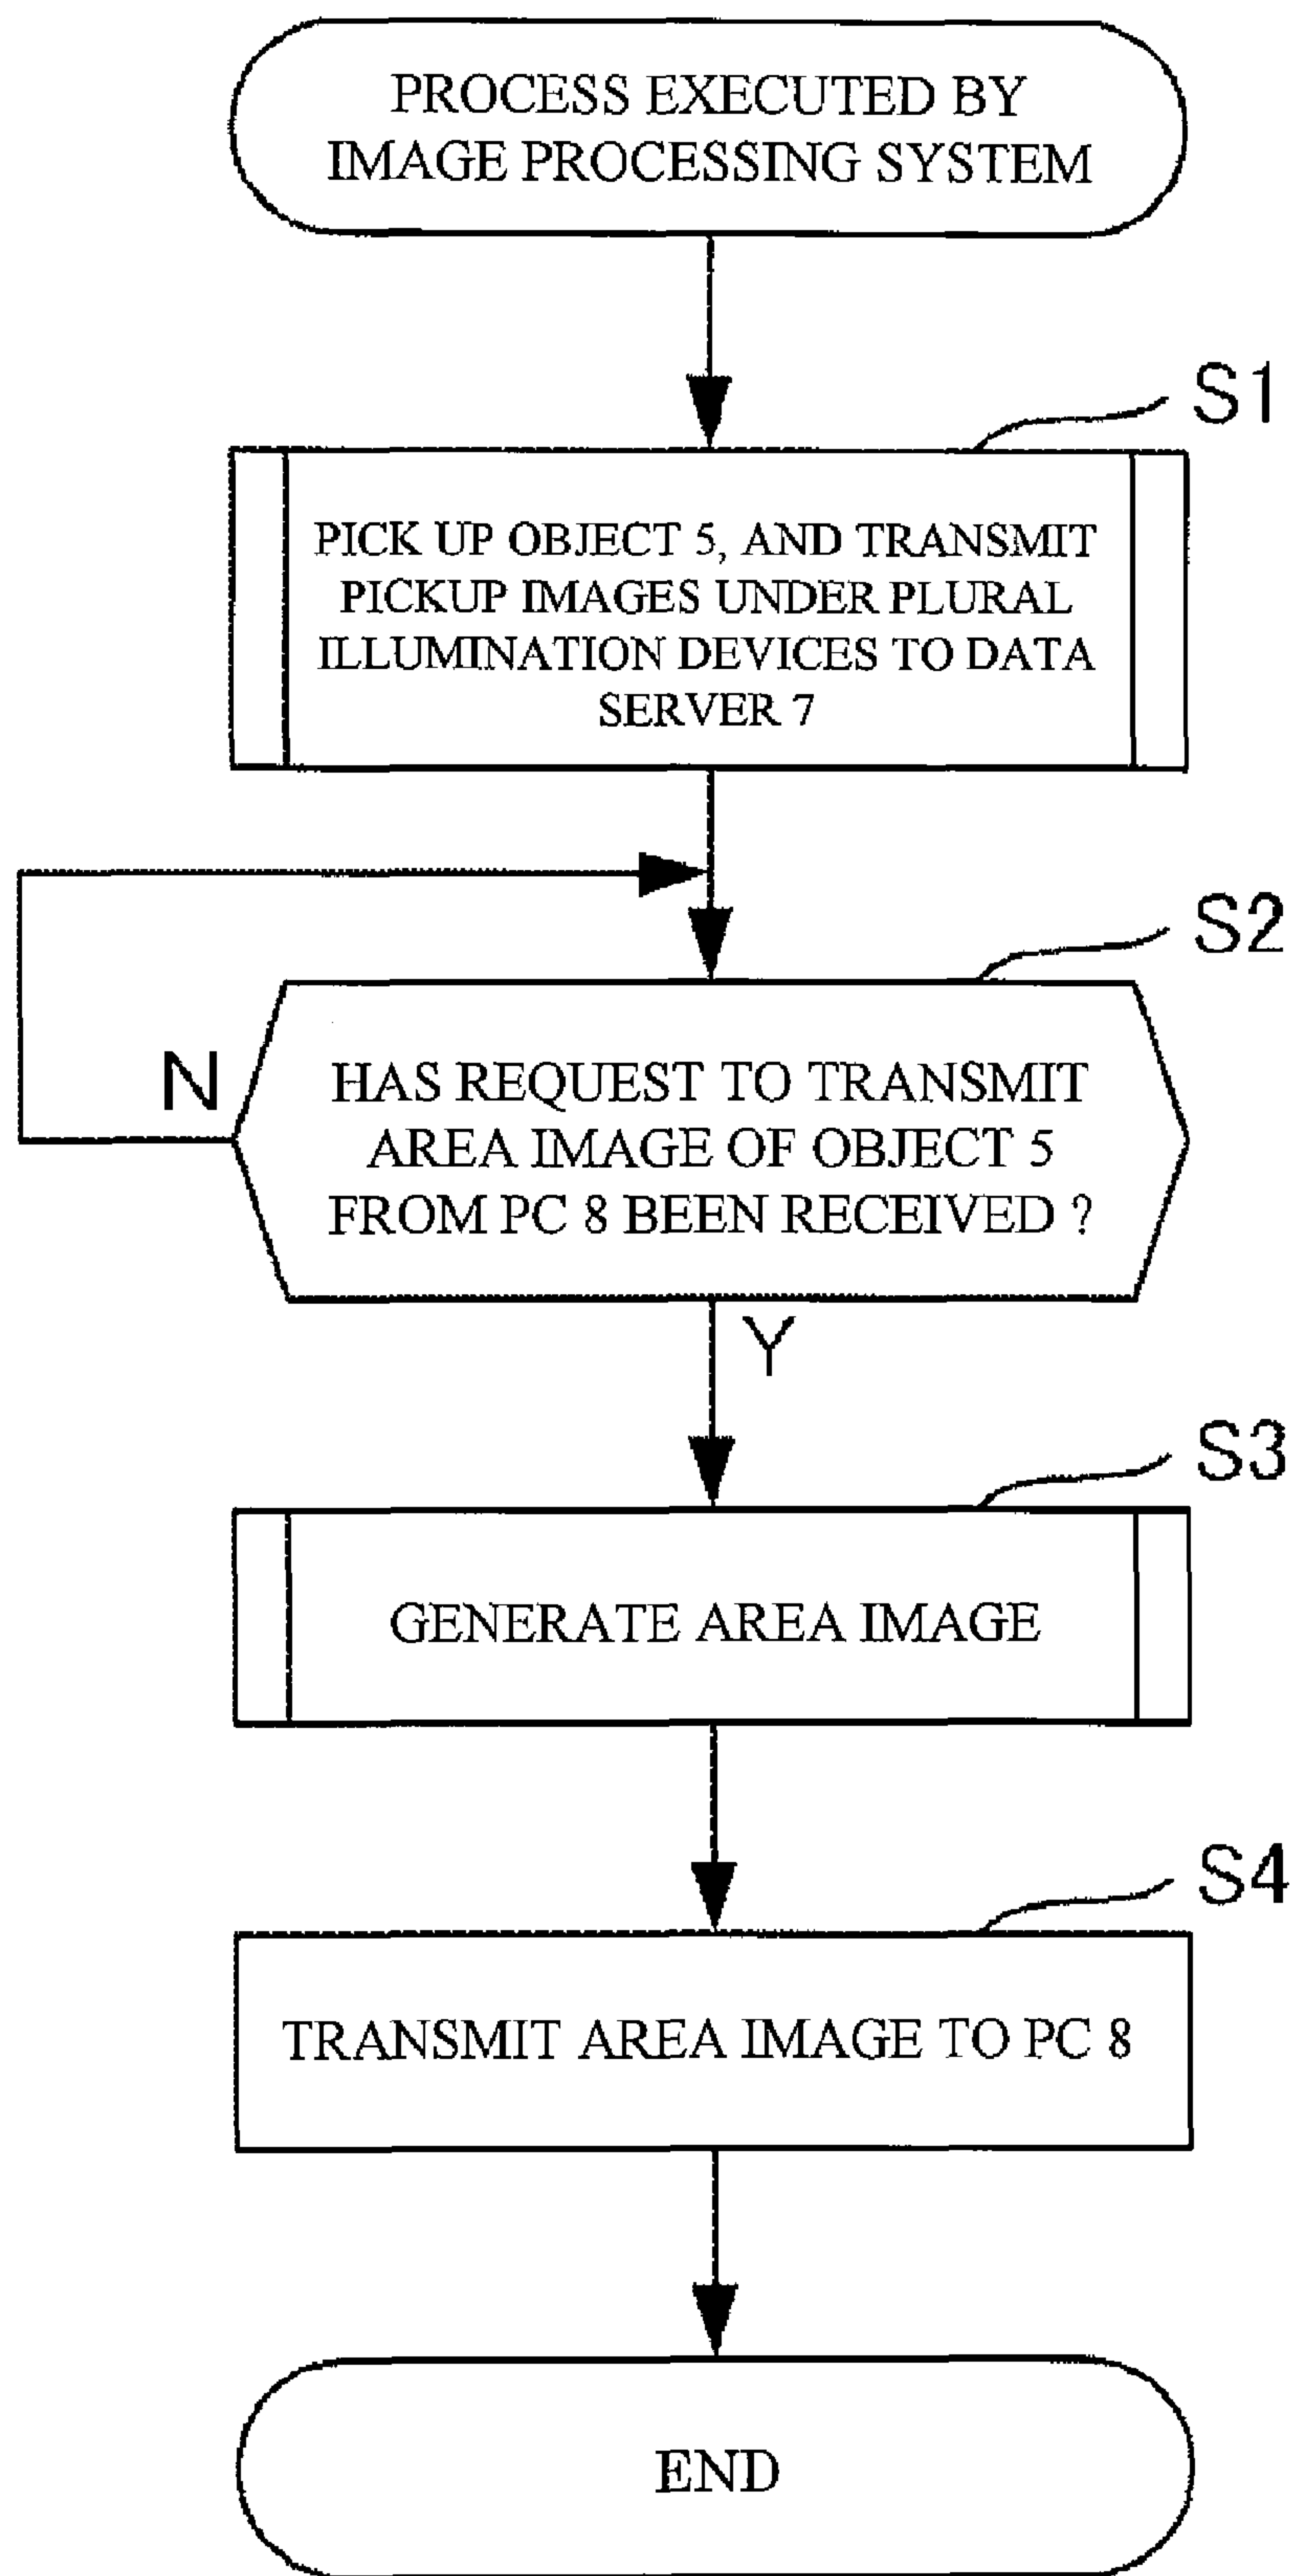 PROCESS EXECUTED BY
IMAGE PROCESSING SYSTEM
S1
PICK UP OBJECT 5, AND TRANSMIT
PICKUP IMAGES UNDER PLURAL
ILLUMINATION DEVICES TO DATA
SERVER 7
S2
N
HAS REQUEST TO TRANSMIT
AREA IMAGE OF OBJECT 5
FROM PC 8 BEEN RECEIVED ?
Y
S3
GENERATE AREA IMAGE
S4
TRANSMIT AREA IMAGE TO PC 8
END